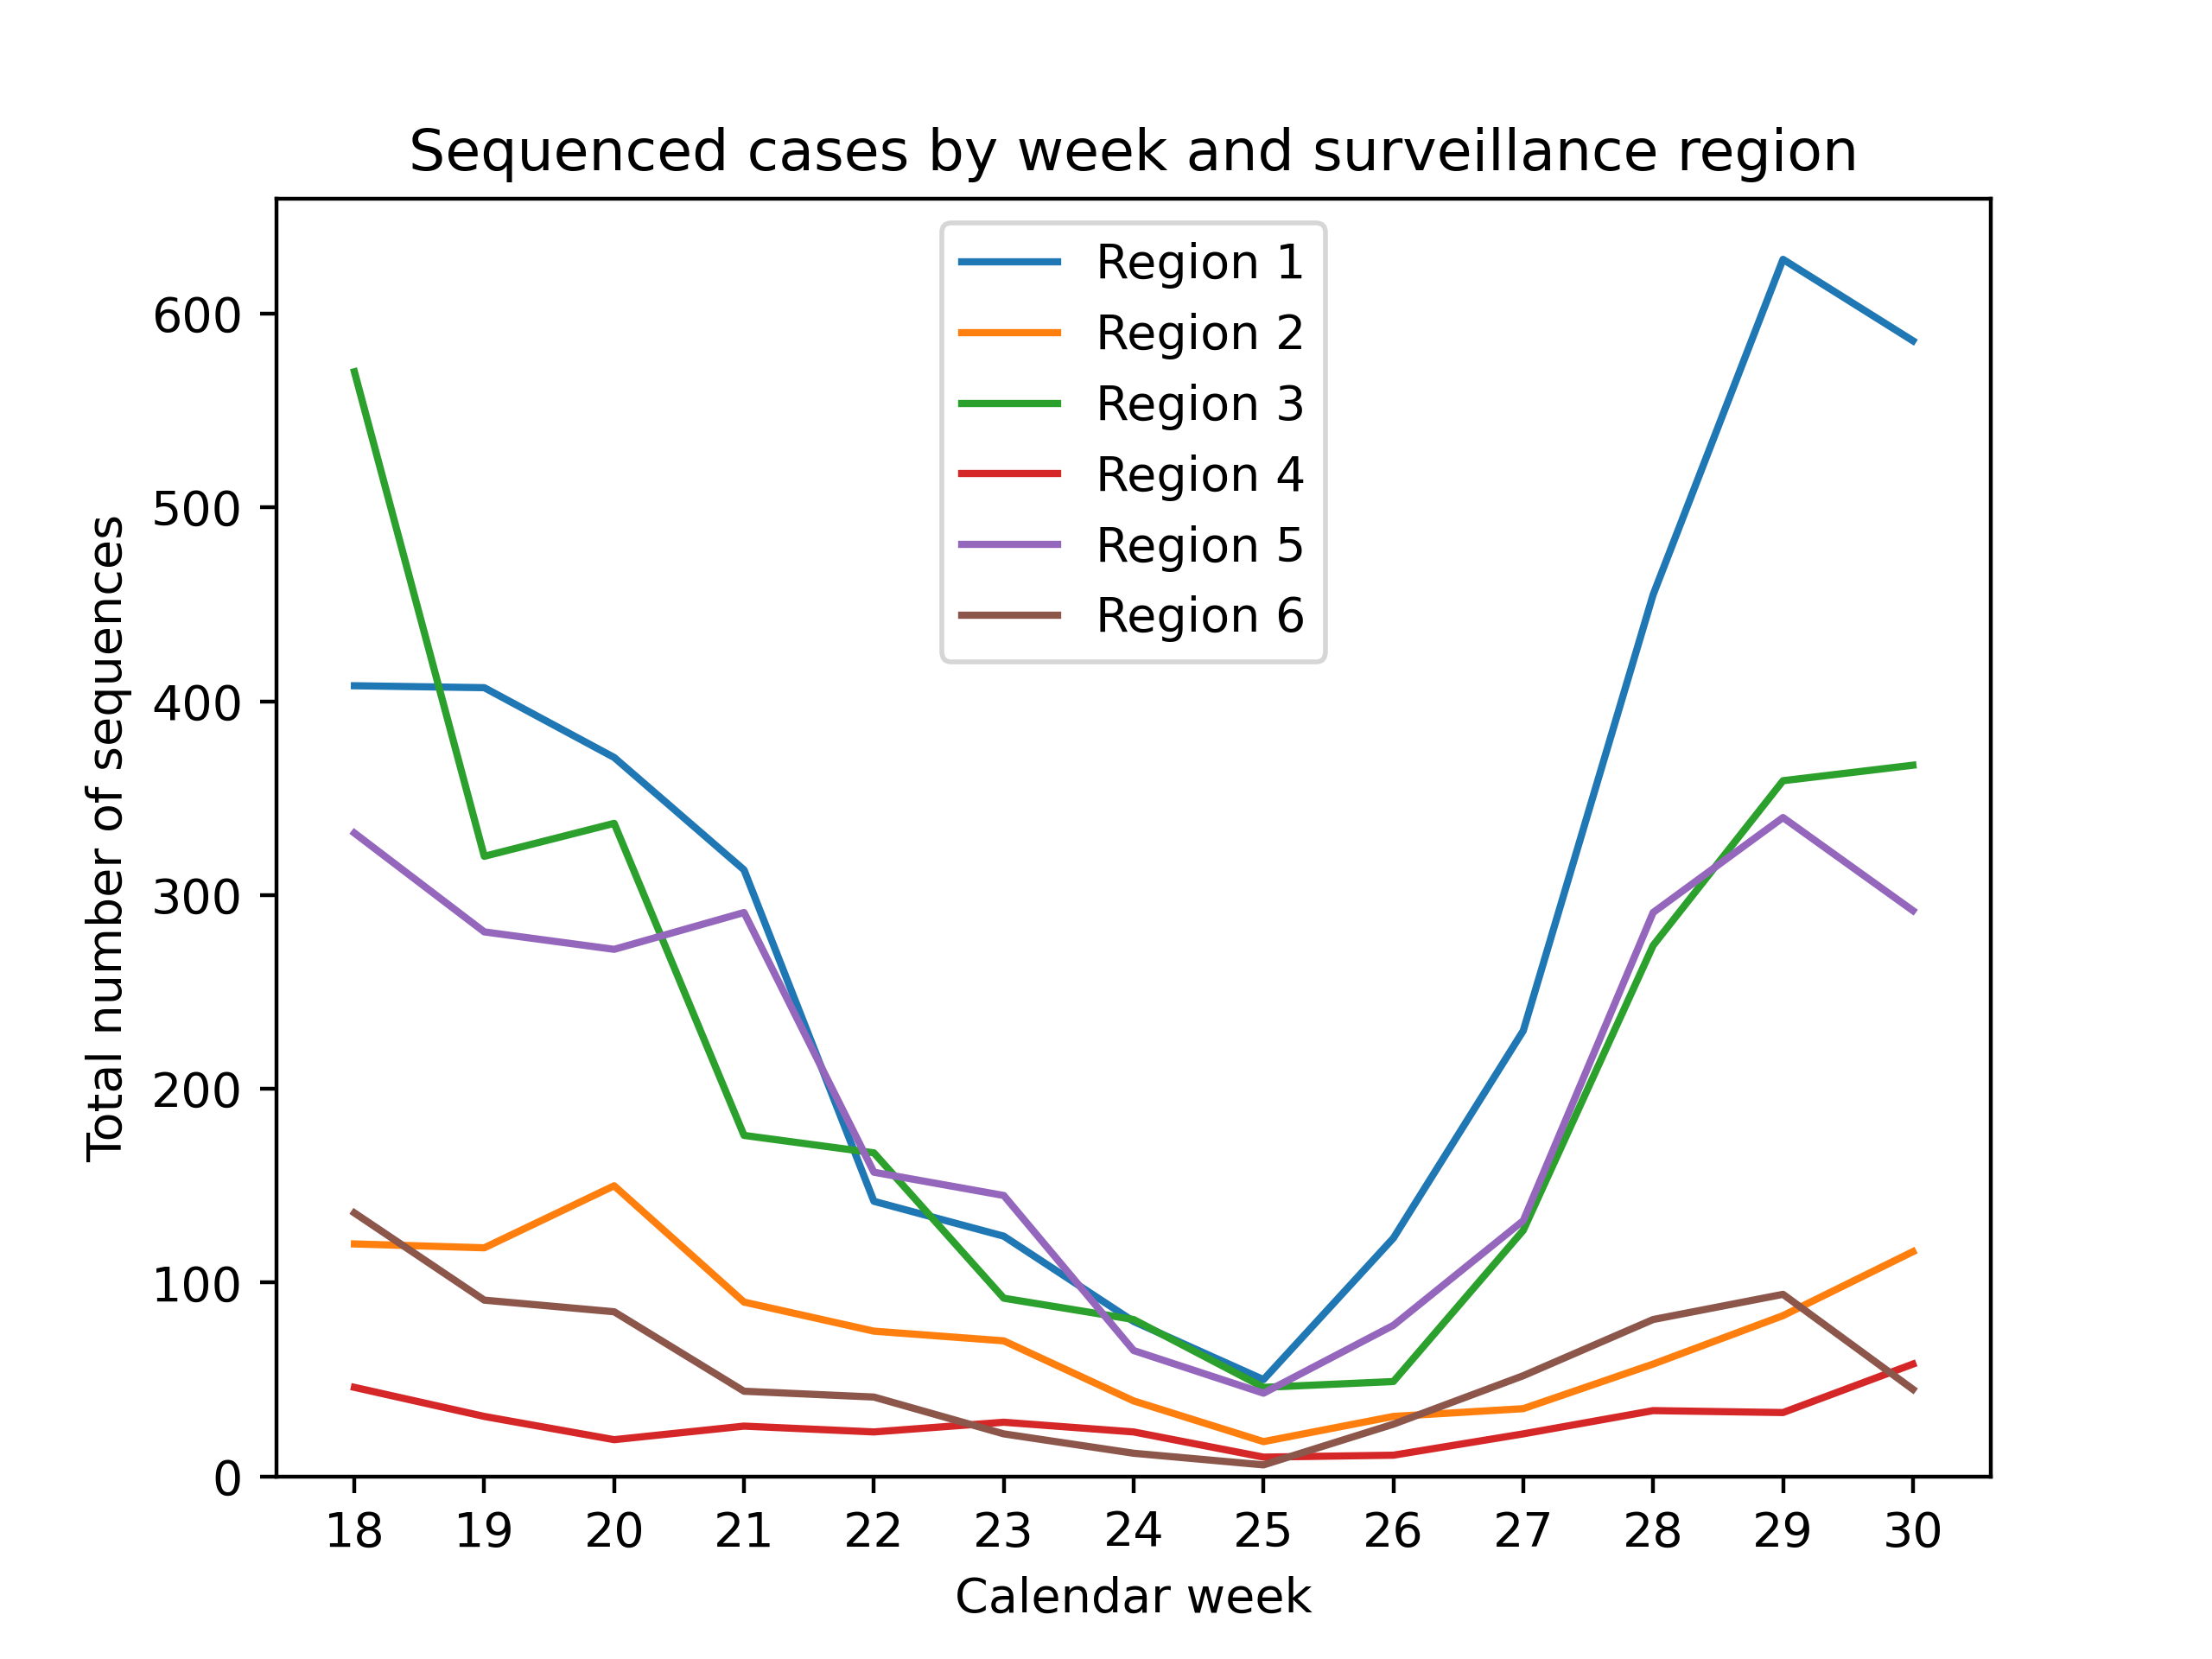 Sequenced cases by week and surveillance region
Region 1
Region 2
Region 3
Region 4
Region 5
Region 6
Total number of sequences
600
500
400
300
200
100
0
18 19 20 21 22 23 24 25 26 27 28 29 30
Calendar week